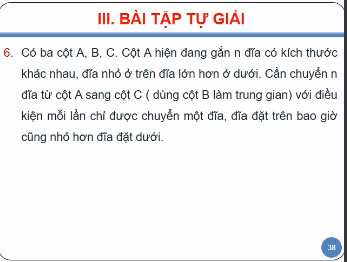 III. BÀI TẬP TỰ GIẢI
6. Có ba cột A, B, C. Cột A hiện đang gắn n đĩa có kích thước
khác nhau, đĩa nhỏ ở trên đĩa lớn hơn ở dưới. Cần chuyển n
đĩa từ cột A sang cột C ( dùng cột B làm trung gian) với điều
kiện mỗi lần chỉ được chuyển một đĩa, đĩa đặt trên bao giờ
cũng nhỏ hơn đĩa đặt dưới.
38